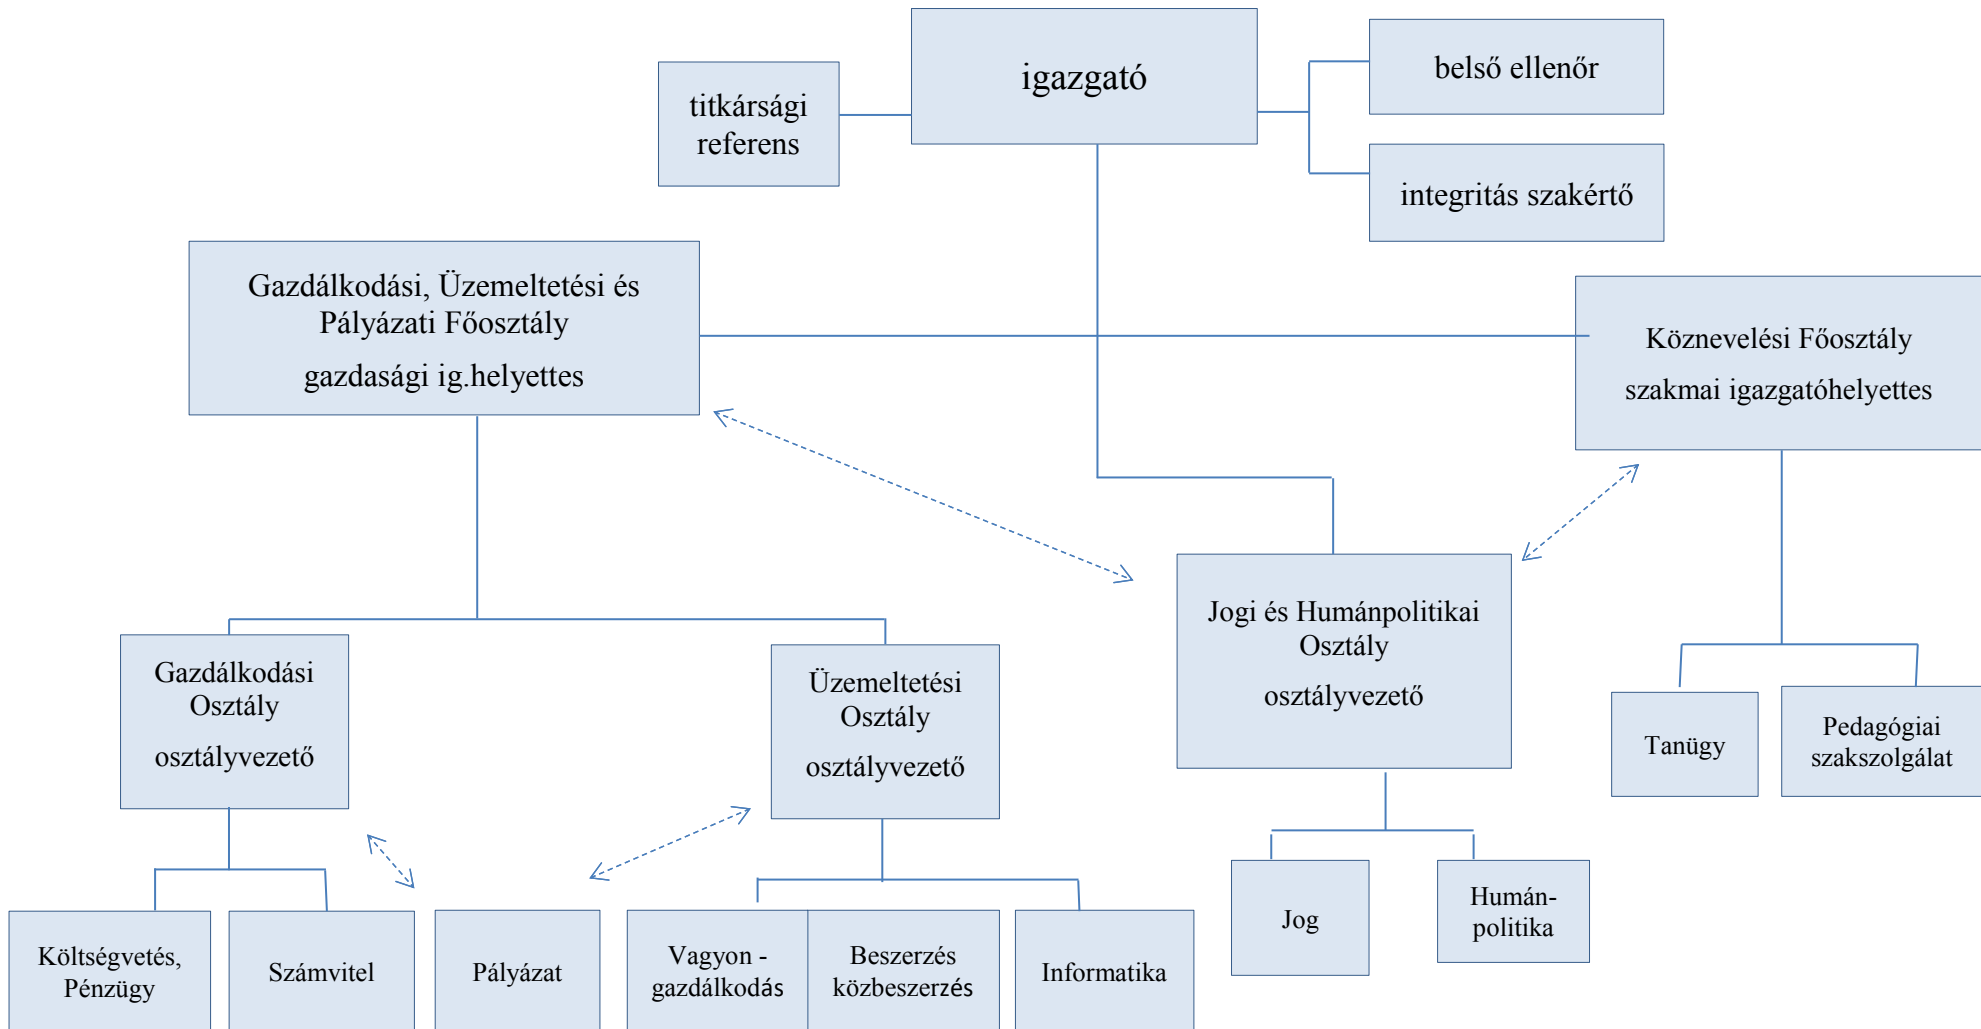 igazgató
titkársági
referens
belső ellenőr
integritás szakértő
Gazdálkodási, Üzemeltetési és
Pályázati Főosztály
gazdasági ig.helyettes
Köznevelési Főosztály
szakmai igazgatóhelyettes
Jogi és Humánpolitikai
Osztály
osztályvezető
Gazdálkodási
Osztály
osztályvezető
Üzemeltetési
Osztály
osztályvezető
Tanügy
Pedagógiai
szakszolgálat
Költségvetés,
Pénzügy
Számvitel
Pályázat
Vagyon -
gazdálkodás
Beszerzés
közbeszerzés
Informatika
Jog
Humán-
politika